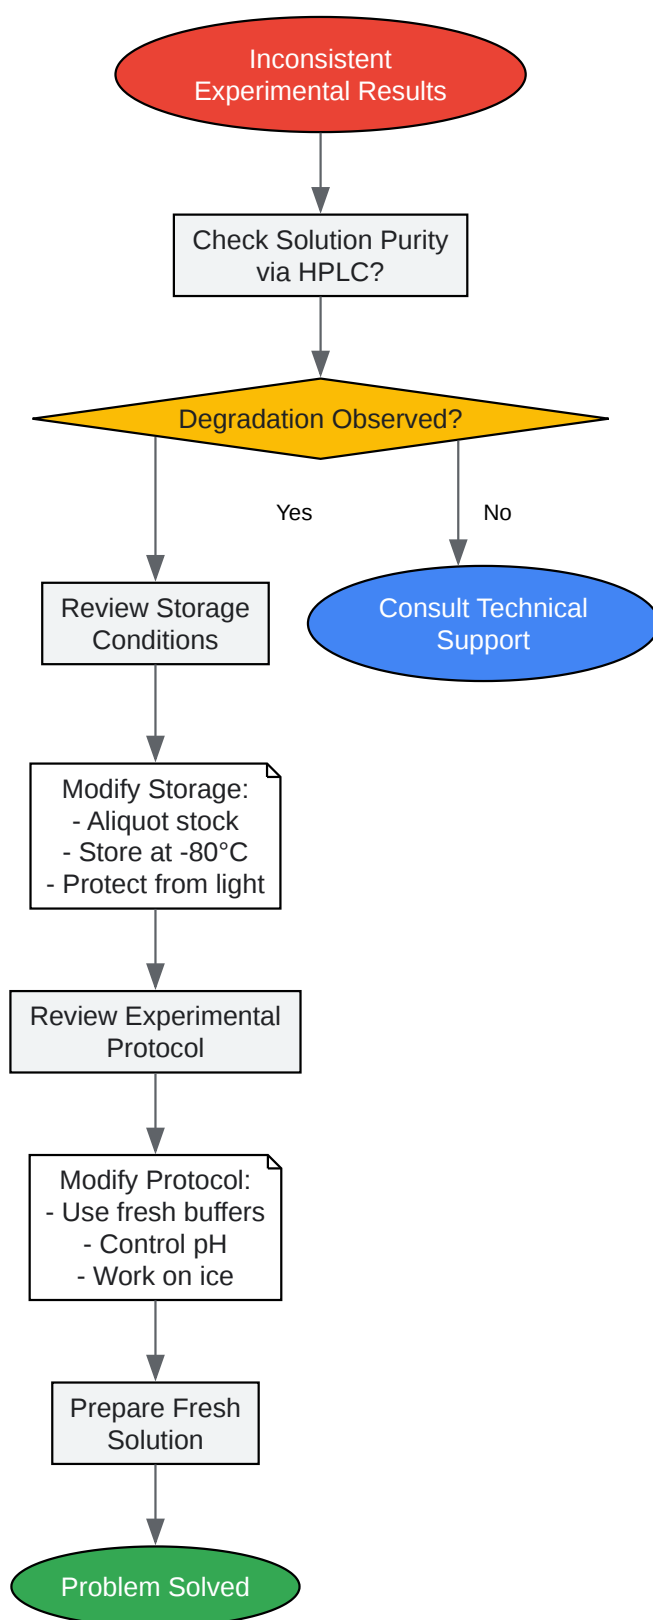 Inconsistent
Experimental Results
Check Solution Purity
via HPLC?
Degradation Observed?
Yes
No
Review Storage
Conditions
Consult Technical
Support
Modify Storage:
- Aliquot stock
- Store at -80°C
- Protect from light
Review Experimental
Protocol
Modify Protocol:
- Use fresh buffers
- Control pH
- Work on ice
Prepare Fresh
Solution
Problem Solved